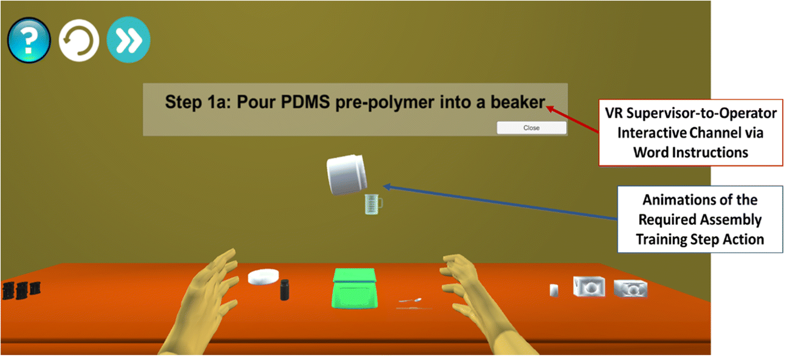 ?
Step 1a: Pour PDMS pre-polymer into a beaker
Close
VR Supervisor-to-Operator
Interactive Channel via
Word Instructions
Animations of the
Required Assembly
Training Step Action